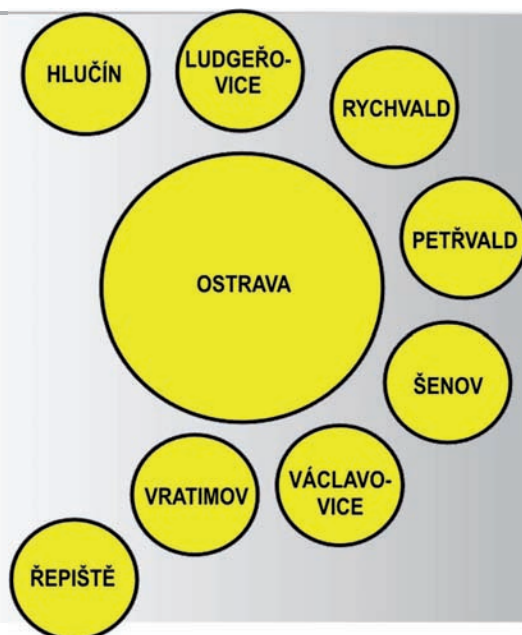 HLUČÍN
LUDGEŘO-
VICE
RYCHVALD
PETŘVALD
OSTRAVA
ŠENOV
VÁCLAVO-
VICE
VRATIMOV
ŘEPIŠTĚ